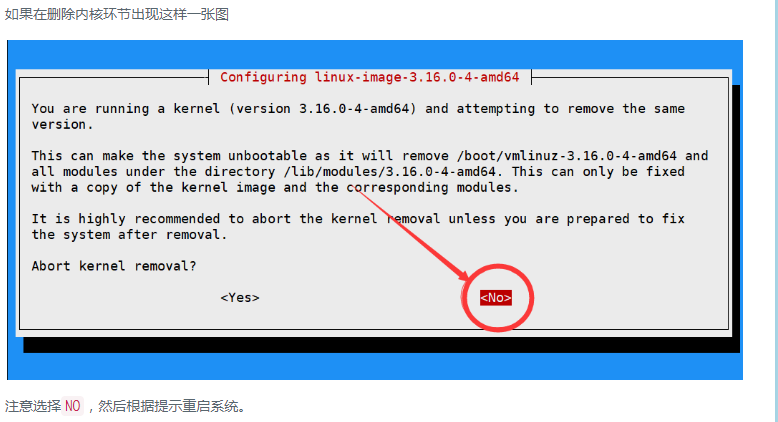 如果在删除内核环节出现这样一张图
Configuring linux-image-3.16.0-4-amd64
You are running a kernel (version 3.16.0-4-amd64) and attempting to remove the same
version.
This can make the system unbootable as it will remove /boot/vmlinuz-3.16.0-4-amd64 and
all modules under the directory /lib/modules/3.16.0-4-amd64. This can only be fixed
with a copy of the kernel image and the corresponding modules.
It is highly recommended to abort the kernel removal unless you are prepared to fix
the system after removal.
Abort kernel removal?
<Yes> <No>
注意选择 NO ，然后根据提示重启系统。